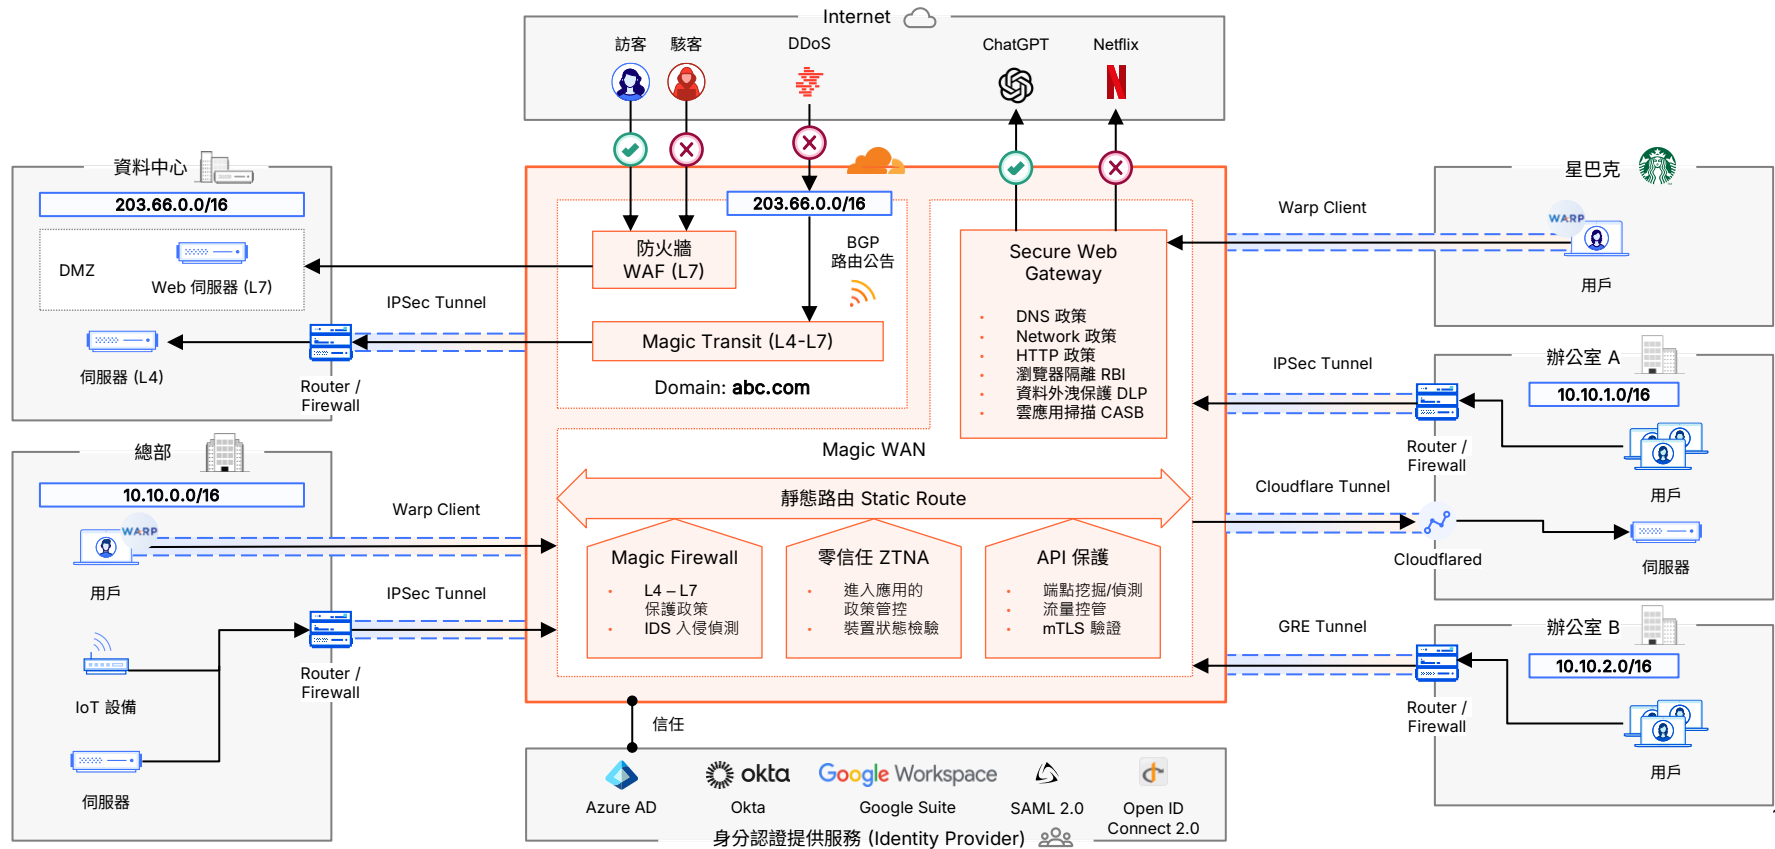 Internet
訪客
駭客
DDoS
ChatGPT
Netflix
資料中心
203.66.0.0/16
DMZ
Web 伺服器 (L7)
伺服器 (L4)
IPSec Tunnel
Router /
Firewall
總部
10.10.0.0/16
WARP
用戶
Warp Client
IPSec Tunnel
Router /
Firewall
IoT 設備
伺服器
203.66.0.0/16
防火牆
WAF (L7)
BGP
路由公告
Magic Transit (L4-L7)
Domain: abc.com
Secure Web
Gateway
• DNS 政策
• Network 政策
• HTTP 政策
• 瀏覽器隔離 RBI
• 資料外洩保護 DLP
• 雲應用掃描 CASB
Magic WAN
靜態路由 Static Route
Magic Firewall
• L4 – L7
保護政策
• IDS 入侵偵測
零信任 ZTNA
• 進入應用的
政策管控
• 裝置狀態檢驗
API 保護
• 端點挖掘/偵測
• 流量控管
• mTLS 驗證
信任
okta
Google Workspace
Azure AD
Okta
Google Suite
SAML 2.0
Open ID
Connect 2.0
身分認證提供服務 (Identity Provider)
星巴克
Warp Client
WARP
用戶
辦公室 A
10.10.1.0/16
IPSec Tunnel
Router /
Firewall
用戶
Cloudflare Tunnel
Cloudflared
伺服器
辦公室 B
10.10.2.0/16
GRE Tunnel
Router /
Firewall
用戶